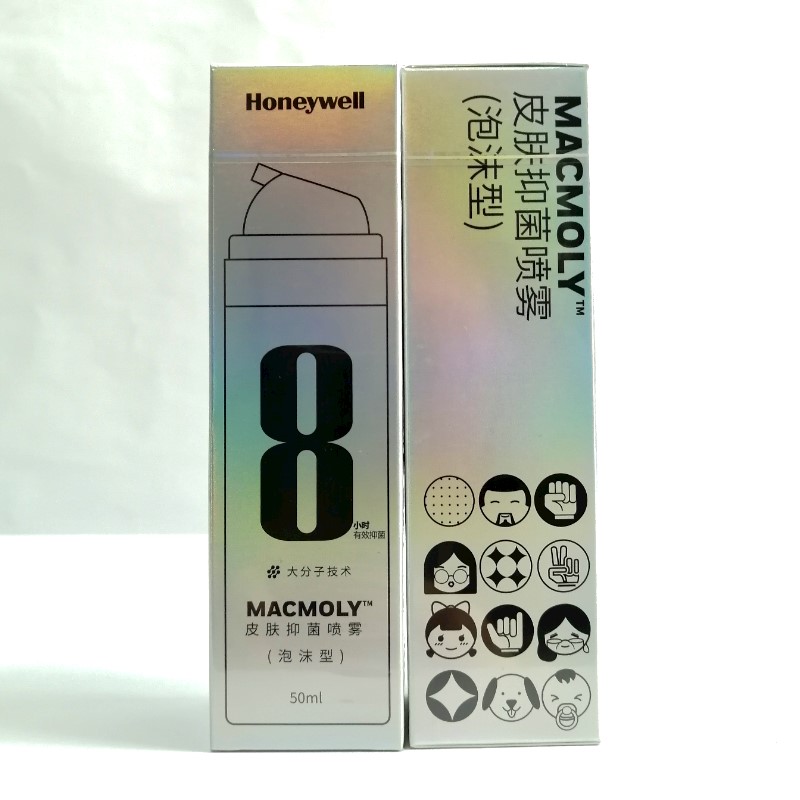 Honeywell
8
小时
有效抑菌
大分子技术
MACMOLY™
皮肤抑菌喷雾
(泡沫型)
50ml
MACMOLY™
皮肤抑菌喷雾
(泡沫型)